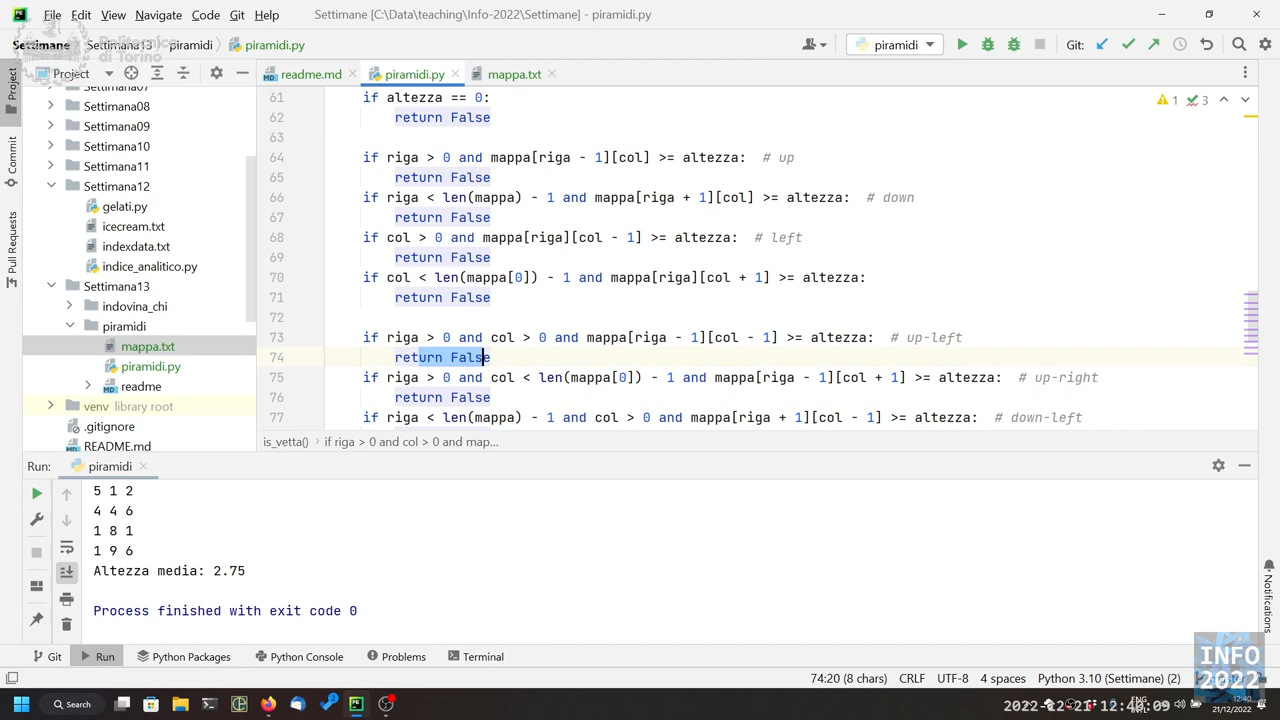 File Edit View Navigate Code Git Help Settimane [C:\Data\teaching\Info-2022\Settimane] - piramidi.py
Settimane Settimana13 piramidi piramidi.py piramidi Git:
Politecnico
di Torino
Project readme.md piramidi.py mappa.txt
Project
Commit
Pull Requests
Settimana07
Settimana08
Settimana09
Settimana10
Settimana11
Settimana12
gelati.py
icecream.txt
indexdata.txt
indice_analitico.py
Settimana13
indovina_chi
piramidi
mappa.txt
piramidi.py
readme
venv library root
.gitignore
README.md
1 3
61 if altezza == 0:
62 return False
63
64 if riga > 0 and mappa[riga - 1][col] >= altezza: # up
65 return False
66 if riga < len(mappa) - 1 and mappa[riga + 1][col] >= altezza: # down
67 return False
68 if col > 0 and mappa[riga][col - 1] >= altezza: # left
69 return False
70 if col < len(mappa[0]) - 1 and mappa[riga][col + 1] >= altezza:
71 return False
72
73 if riga > 0 and col > 0 and mappa[riga - 1][col - 1] >= altezza: # up-left
74 return False
75 if riga > 0 and col < len(mappa[0]) - 1 and mappa[riga - 1][col + 1] >= altezza: # up-right
76 return False
77 if riga < len(mappa) - 1 and col > 0 and mappa[riga + 1][col - 1] >= altezza: # down-left
is_vetta() › if riga > 0 and col > 0 and map...
Run: piramidi
5 1 2
4 4 6
1 8 1
1 9 6
Altezza media: 2.75
Process finished with exit code 0
Notifications
Git Run Python Packages Python Console Problems Terminal
74:20 (8 chars) CRLF UTF-8 4 spaces Python 3.10 (Settimane) (2)
INFO
2022
Search
ENG
12:40
21/12/2022